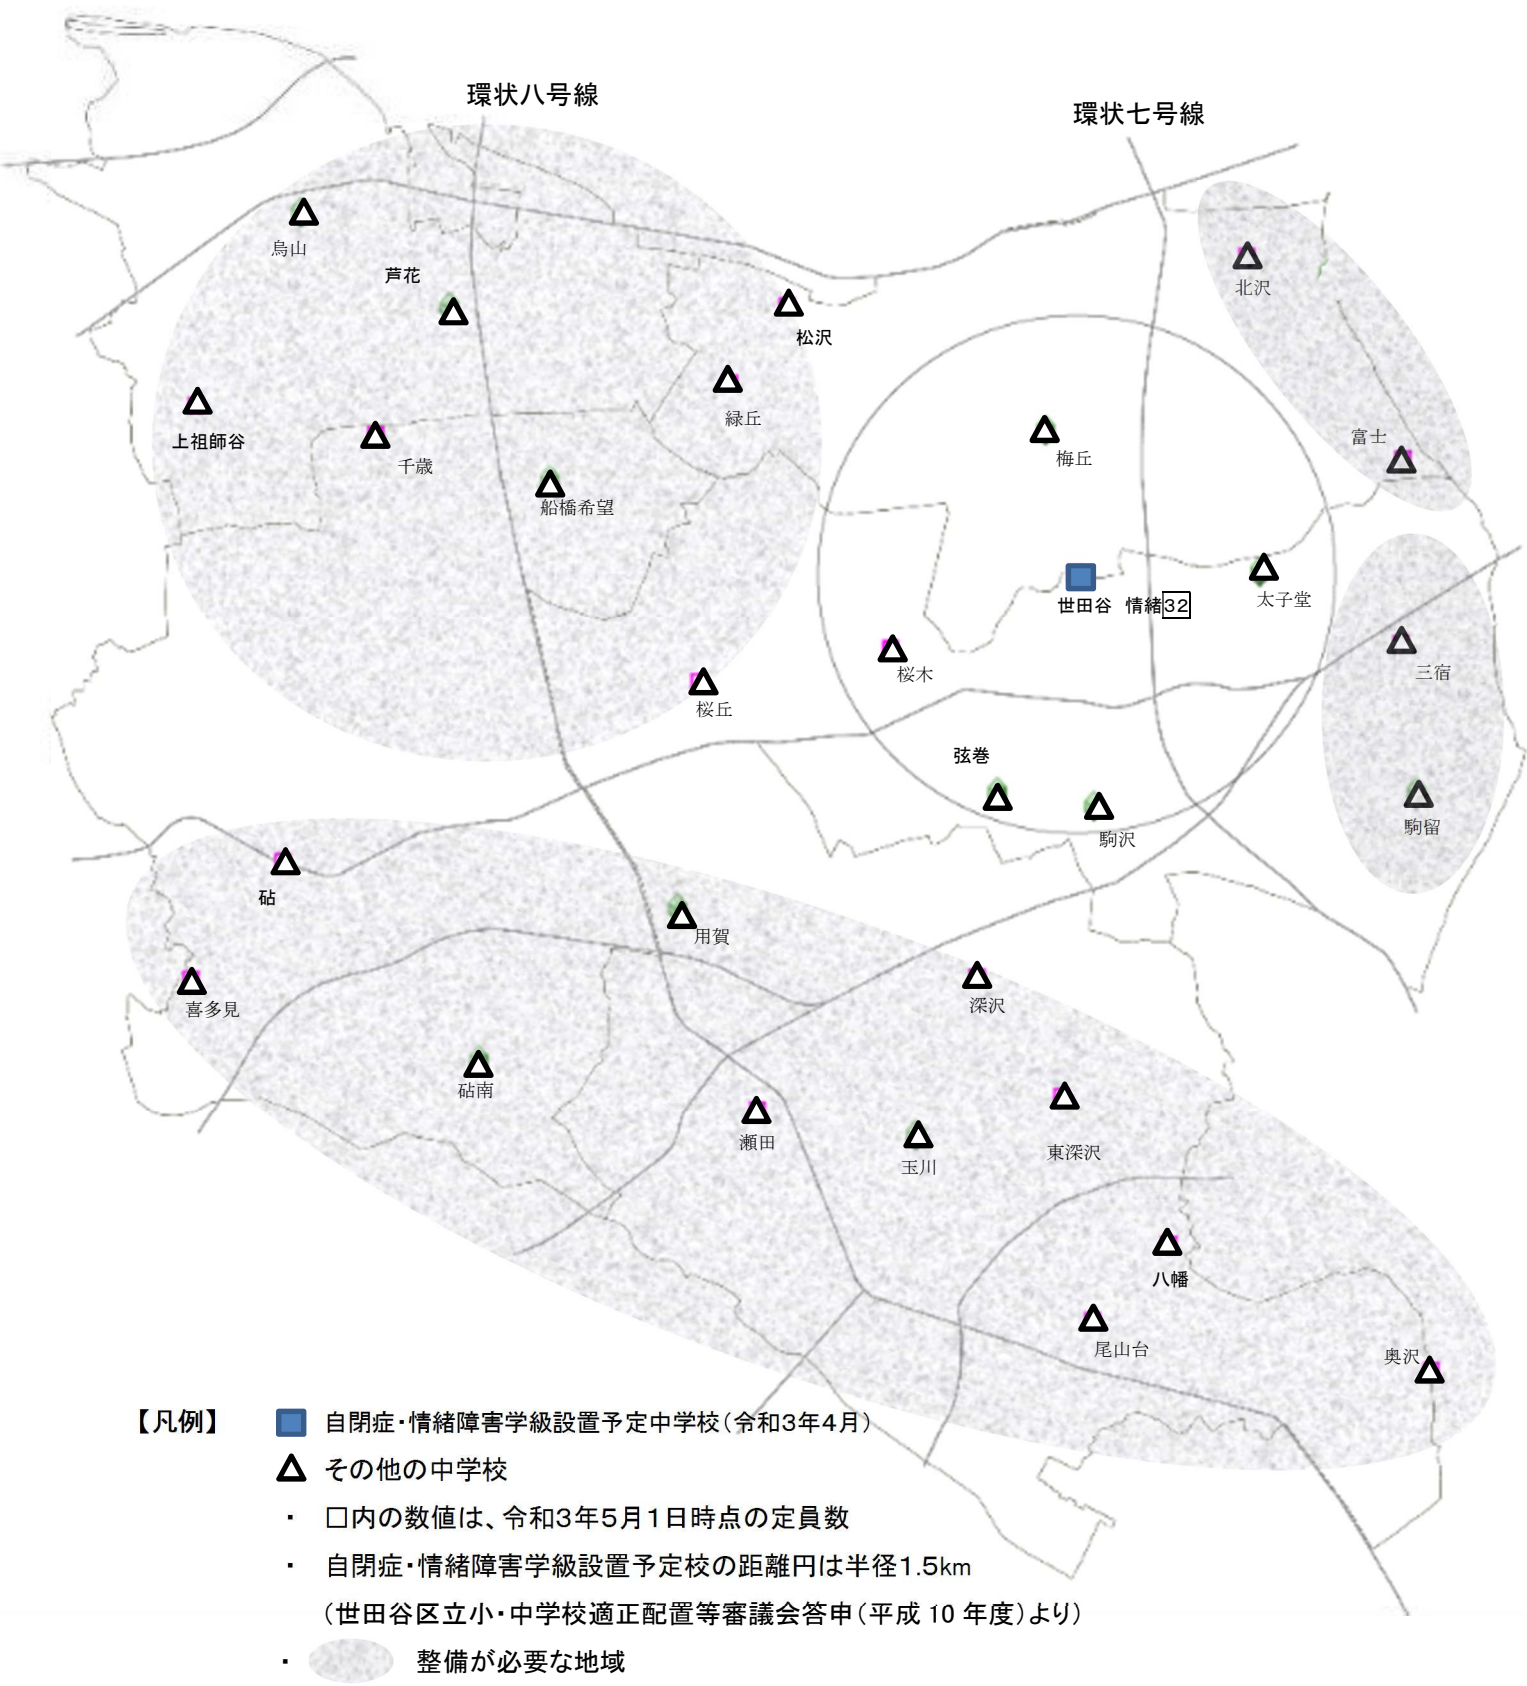 環状八号線
環状七号線
烏山
芦花
北沢
松沢
緑丘
上祖師谷
千歳
富士
梅丘
船橋希望
太子堂
世田谷 情緒32
桜木
三宿
桜丘
弦巻
駒沢
駒留
砧
用賀
喜多見
深沢
砧南
瀬田
玉川
東深沢
八幡
尾山台
奥沢
【凡例】
自閉症・情緒障害学級設置予定中学校（令和３年４月）
その他の中学校
・ □内の数値は、令和３年５月１日時点の定員数
・ 自閉症・情緒障害学級設置予定校の距離円は半径1.5km
（世田谷区立小・中学校適正配置等審議会答申（平成 10 年度）より）
・ 整備が必要な地域